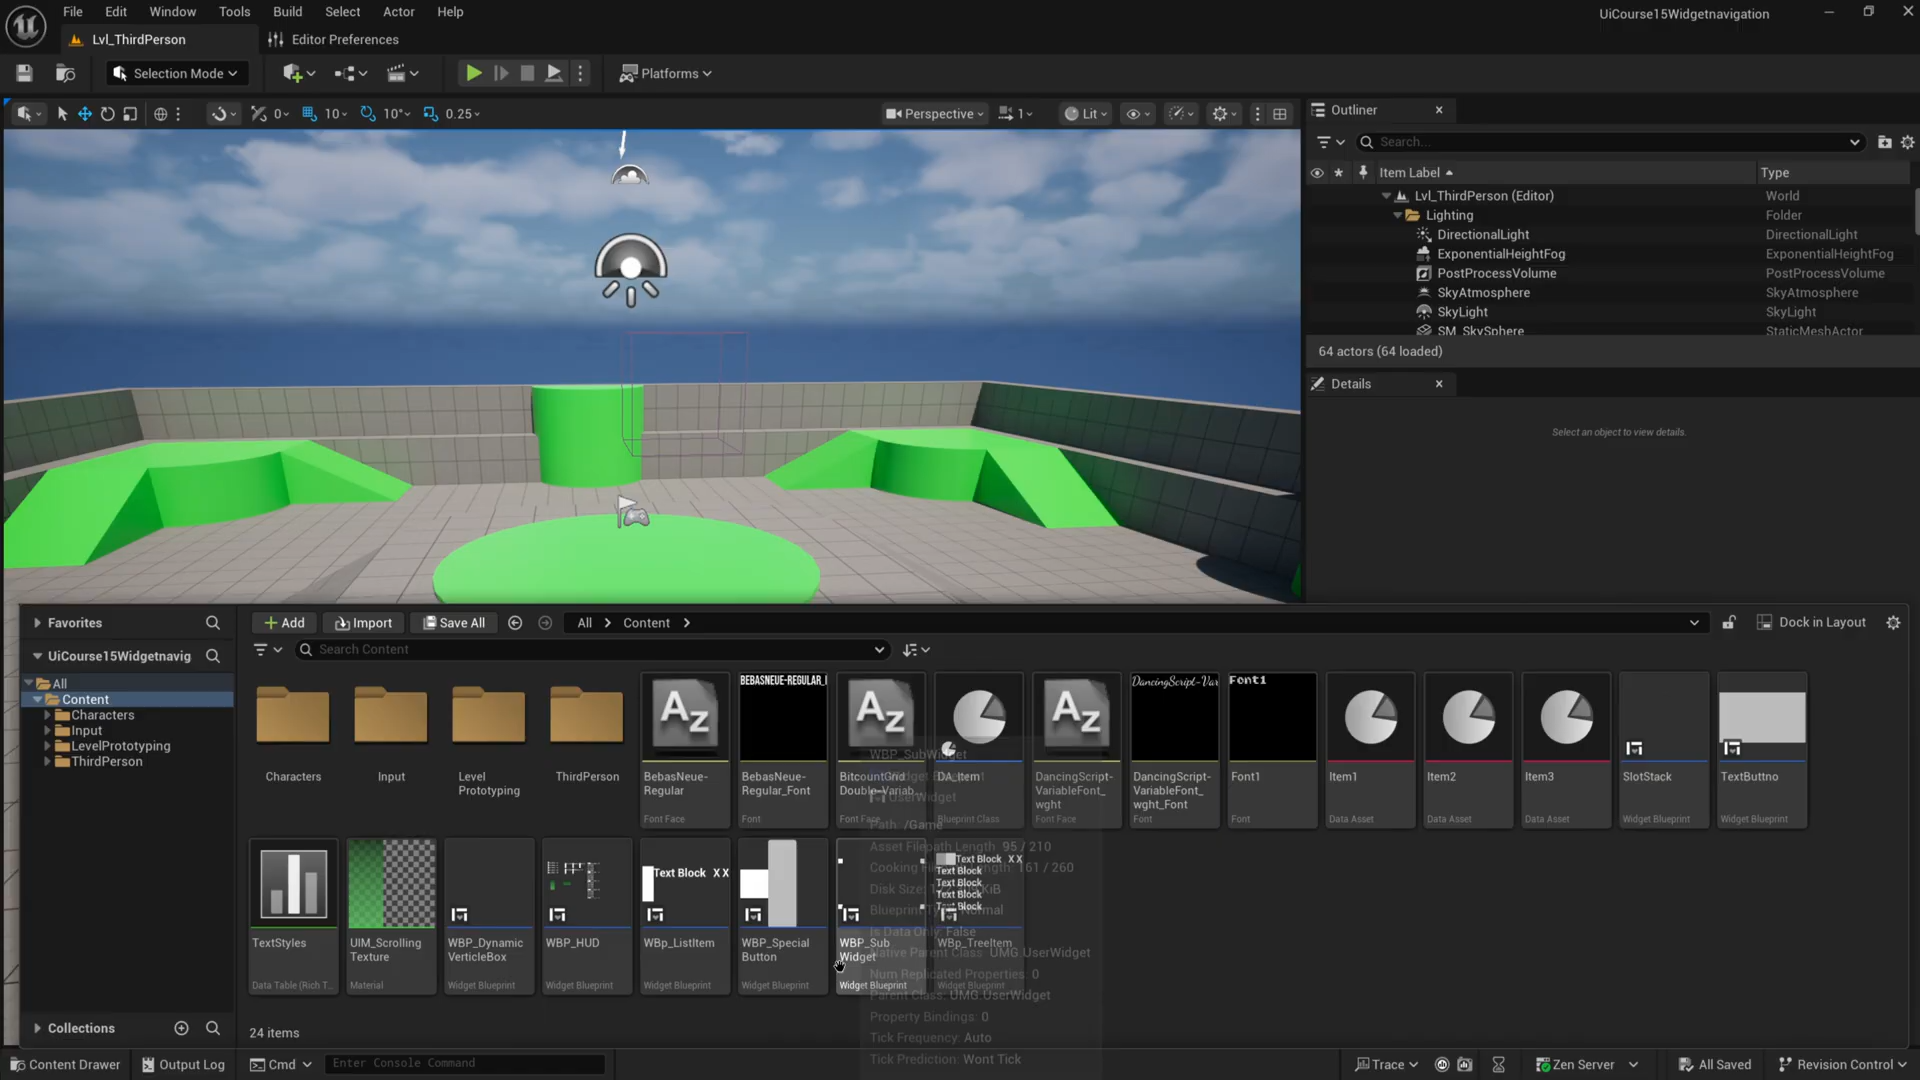 File Edit Window Tools Build Select Actor Help
UiCourse15Widgetnavigation
Lvl_ThirdPerson
Editor Preferences
Selection Mode
Platforms
0
10
10°
0.25
Perspective
1
Lit
Outliner
Search...
Item Label
Type
Lvl_ThirdPerson (Editor) World
Lighting Folder
DirectionalLight DirectionalLight
ExponentialHeightFog ExponentialHeightFog
PostProcessVolume PostProcessVolume
SkyAtmosphere SkyAtmosphere
SkyLight SkyLight
SM_SkySphere StaticMeshActor
64 actors (64 loaded)
Details
Select an object to view details.
Favorites
Add
Import
Save All
All
Content
Dock in Layout
UiCourse15Widgetnavig
Search Content
All
Content
Characters
Input
LevelPrototyping
ThirdPerson
Characters
Input
Level
Prototyping
ThirdPerson
BebasNeue-
Regular
Font Face
BEBASNEUE-REGULAR_
BebasNeue-
Regular_Font
Font
BitcountGrid
Double-Variab..
Font Face
DA_Item
Blueprint Class
DancingScript-
VariableFont_
wght
Font Face
DancingScript-Var
DancingScript-
VariableFont_
wght_Font
Font
Font1
Font1
Font
Item1
Data Asset
Item2
Data Asset
Item3
Data Asset
SlotStack
Widget Blueprint
TextButtno
Widget Blueprint
TextStyles
Data Table (Rich T...
UIM_Scrolling
Texture
Material
WBP_Dynamic
VerticleBox
Widget Blueprint
WBP_HUD
Widget Blueprint
Text Block X X
WBp_ListItem
Widget Blueprint
WBP_Special
Button
Widget Blueprint
WBP_Sub
Widget
Widget Blueprint
Text Block X X
Text Block
Text Block
Text Block
Text Block
WBp_TreeItem
Widget Blueprint
WBP_SubWidget
UserWidget
Path: /Game
Asset Filepath Length 95 / 210
161 / 260
Disk Size:
Normal
Is Data Only: False
Native Parent Class: UMG.UserWidget
Num Replicated Properties: 0
Parent Class: UMG.UserWidget
Property Bindings: 0
Tick Frequency: Auto
Tick Prediction: Wont Tick
Collections
24 items
Content Drawer
Output Log
Cmd
Enter Console Command
Trace
Zen Server
All Saved
Revision Control